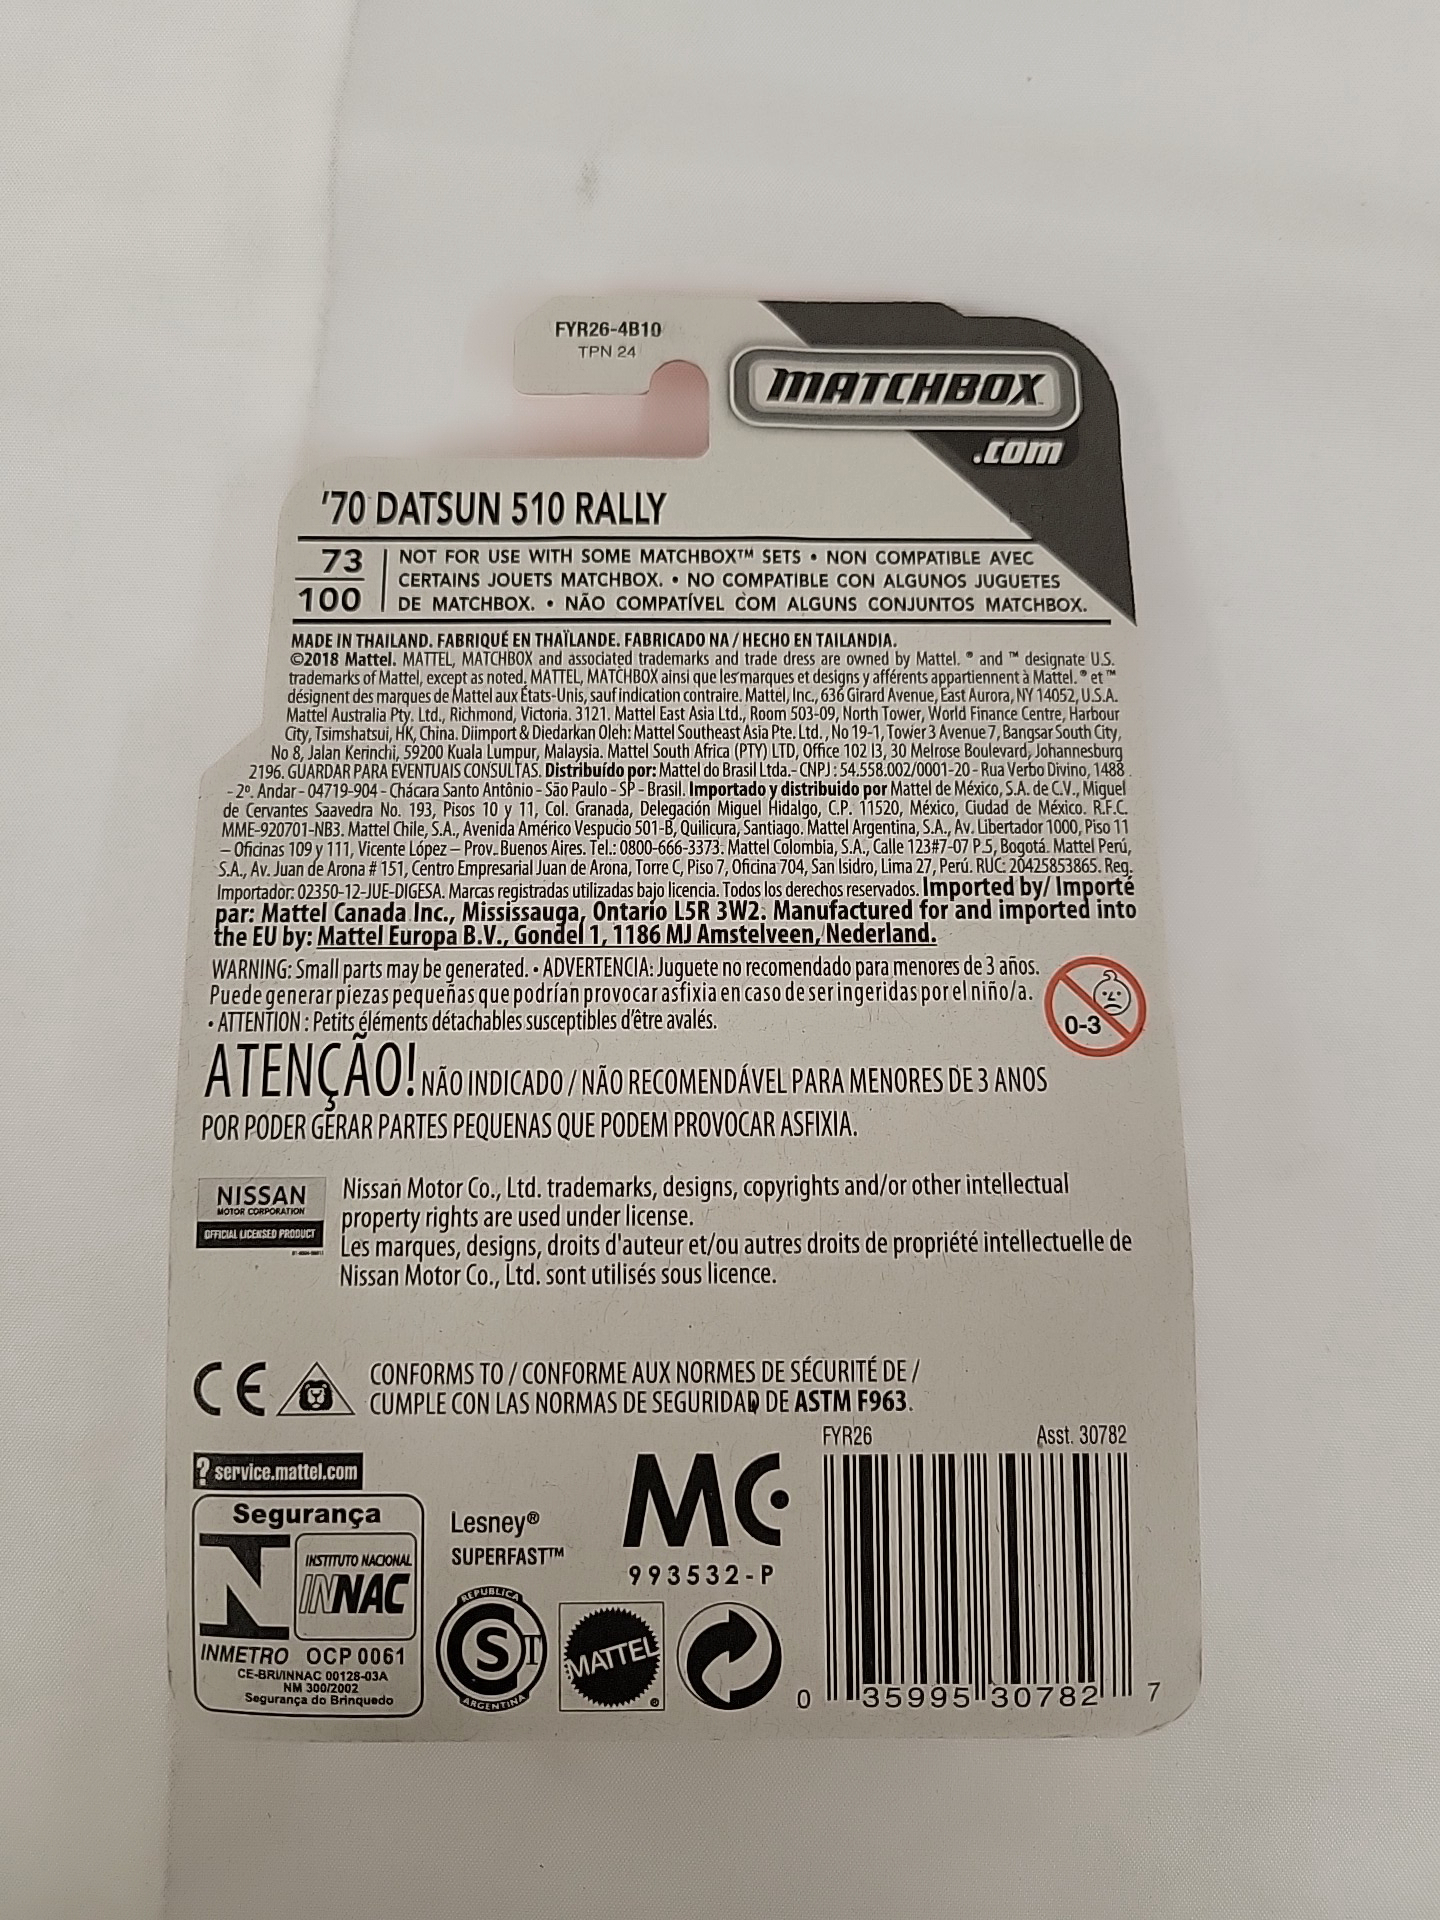 FYR26-4B10
TPN 24
MATCHBOX™
.com
'70 DATSUN 510 RALLY
73
100
NOT FOR USE WITH SOME MATCHBOX™ SETS • NON COMPATIBLE AVEC
CERTAINS JOUETS MATCHBOX. • NO COMPATIBLE CON ALGUNOS JUGUETES
DE MATCHBOX. • NÃO COMPATÍVEL COM ALGUNS CONJUNTOS MATCHBOX.
MADE IN THAILAND. FABRIQUÉ EN THAÏLANDE. FABRICADO NA / HECHO EN TAILANDIA.
©2018 Mattel. MATTEL, MATCHBOX and associated trademarks and trade dress are owned by Mattel. ® and ™ designate U.S.
trademarks of Mattel, except as noted. MATTEL, MATCHBOX ainsi que les marques et designs y afférents appartiennent à Mattel. ® et ™
désignent des marques de Mattel aux États-Unis, sauf indication contraire. Mattel, Inc., 636 Girard Avenue, East Aurora, NY 14052, U.S.A.
Mattel Australia Pty. Ltd., Richmond, Victoria. 3121. Mattel East Asia Ltd., Room 503-09, North Tower, World Finance Centre, Harbour
City, Tsimshatsui, HK, China. Diimport & Diedarkan Oleh: Mattel Southeast Asia Pte. Ltd., No 19-1, Tower 3 Avenue 7, Bangsar South City,
No 8, Jalan Kerinchi, 59200 Kuala Lumpur, Malaysia. Mattel South Africa (PTY) LTD, Office 102 I3, 30 Melrose Boulevard, Johannesburg
2196. GUARDAR PARA EVENTUAIS CONSULTAS. Distribuído por: Mattel do Brasil Ltda.- CNPJ : 54.558.002/0001-20 - Rua Verbo Divino, 1488
- 2º. Andar - 04719-904 - Chácara Santo Antônio - São Paulo - SP - Brasil. Importado y distribuido por Mattel de México, S.A. de C.V., Miguel
de Cervantes Saavedra No. 193, Pisos 10 y 11, Col. Granada, Delegación Miguel Hidalgo, C.P. 11520, México, Ciudad de México. R.F.C.
MME-920701-NB3. Mattel Chile, S.A., Avenida Américo Vespucio 501-B, Quilicura, Santiago. Mattel Argentina, S.A., Av. Libertador 1000, Piso 11
– Oficinas 109 y 111, Vicente López – Prov. Buenos Aires. Tel.: 0800-666-3373. Mattel Colombia, S.A., Calle 123#7-07 P.5, Bogotá. Mattel Perú,
S.A., Av. Juan de Arona # 151, Centro Empresarial Juan de Arona, Torre C, Piso 7, Oficina 704, San Isidro, Lima 27, Perú. RUC: 20425853865. Reg.
Importador: 02350-12-JUE-DIGESA. Marcas registradas utilizadas bajo licencia. Todos los derechos reservados. Imported by/ Importé
par: Mattel Canada Inc., Mississauga, Ontario L5R 3W2. Manufactured for and imported into
the EU by: Mattel Europa B.V., Gondel 1, 1186 MJ Amstelveen, Nederland.
WARNING: Small parts may be generated. • ADVERTENCIA: Juguete no recomendado para menores de 3 años.
Puede generar piezas pequeñas que podrían provocar asfixia en caso de ser ingeridas por el niño/a.
• ATTENTION : Petits éléments détachables susceptibles d'être avalés.
0-3
ATENÇÃO! NÃO INDICADO / NÃO RECOMENDÁVEL PARA MENORES DE 3 ANOS
POR PODER GERAR PARTES PEQUENAS QUE PODEM PROVOCAR ASFIXIA.
NISSAN
MOTOR CORPORATION
OFFICIAL LICENSED PRODUCT
Nissan Motor Co., Ltd. trademarks, designs, copyrights and/or other intellectual
property rights are used under license.
Les marques, designs, droits d'auteur et/ou autres droits de propriété intellectuelle de
Nissan Motor Co., Ltd. sont utilisés sous licence.
CE
CONFORMS TO / CONFORME AUX NORMES DE SÉCURITÉ DE /
CUMPLE CON LAS NORMAS DE SEGURIDAD DE ASTM F963.
FYR26
Asst. 30782
? service.mattel.com
Segurança
INSTITUTO NACIONAL
INNAC
INMETRO OCP 0061
CE-BRI/INNAC 00128-03A
NM 300/2002
Segurança do Brinquedo
Lesney®
SUPERFAST™
MC
993532-P
REPUBLICA
S T
ARGENTINA
MATTEL
®
0 35995 30782 7